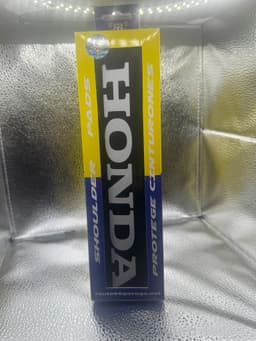 SHOULDER PADS
HONDA
PROTEGE CINTURONES